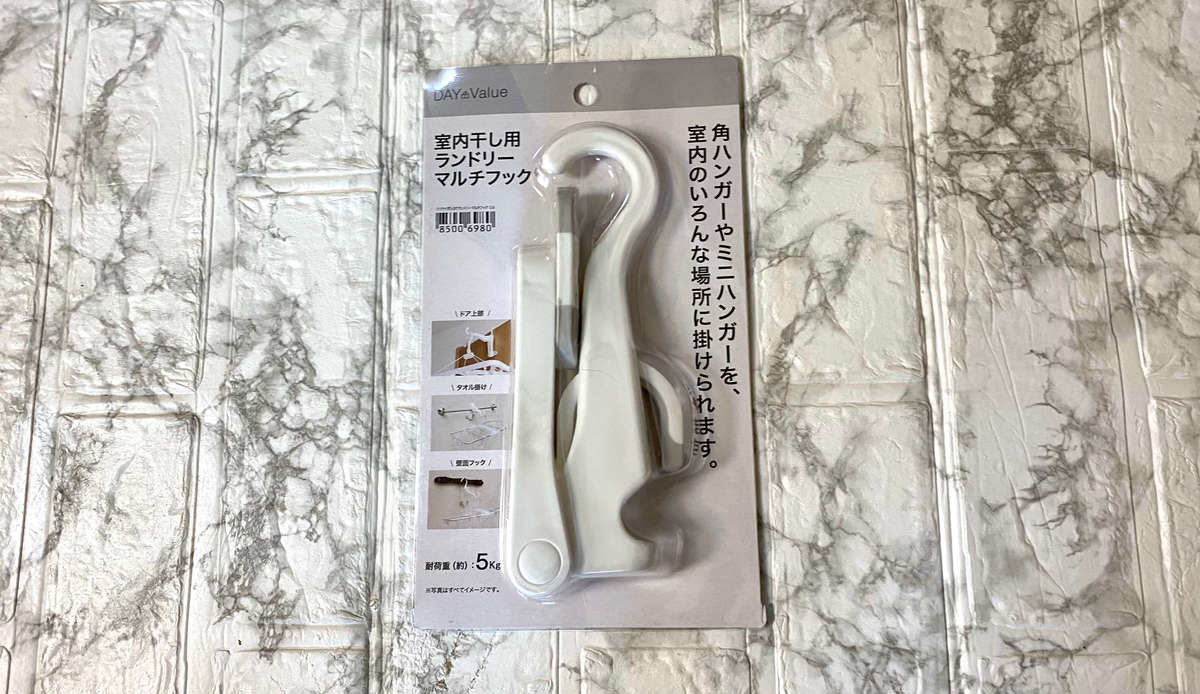 DAY Value
室内干し用
ランドリー
マルチフック
8500 6980
角ハンガーやミニハンガーを、
室内のいろんな場所に掛けられます。
\ ドア上部 /
\ タオル掛け /
\ 壁面フック /
耐荷重（約）：5Kg
※写真はすべてイメージです。